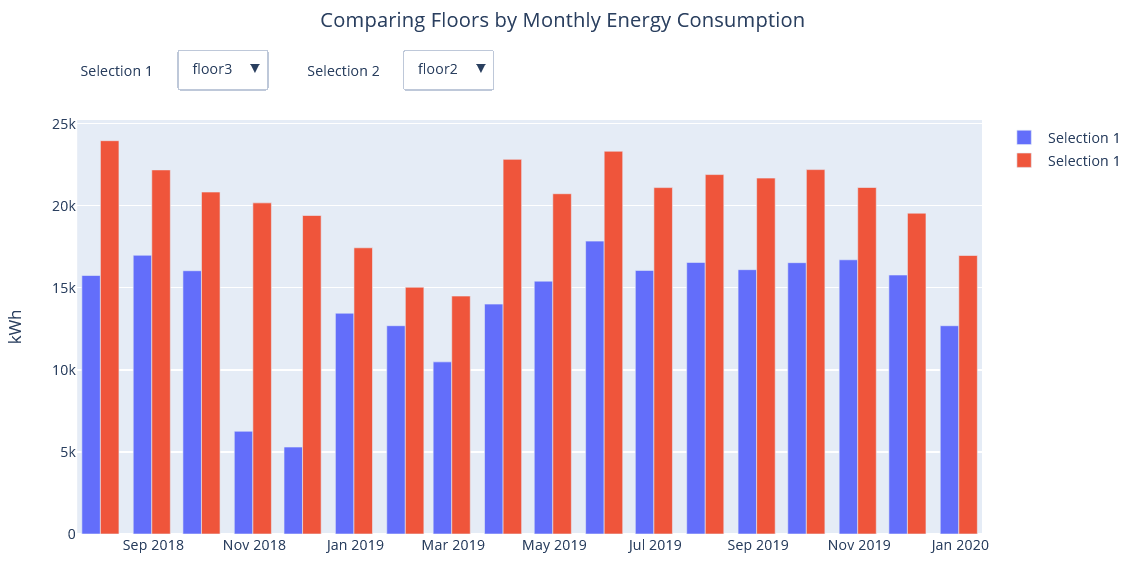 Comparing Floors by Monthly Energy Consumption
Selection 1 floor3 ▼ Selection 2 floor2 ▼
25k
20k
15k
10k
5k
0
kWh
Sep 2018 Nov 2018 Jan 2019 Mar 2019 May 2019 Jul 2019 Sep 2019 Nov 2019 Jan 2020
Selection 1
Selection 1